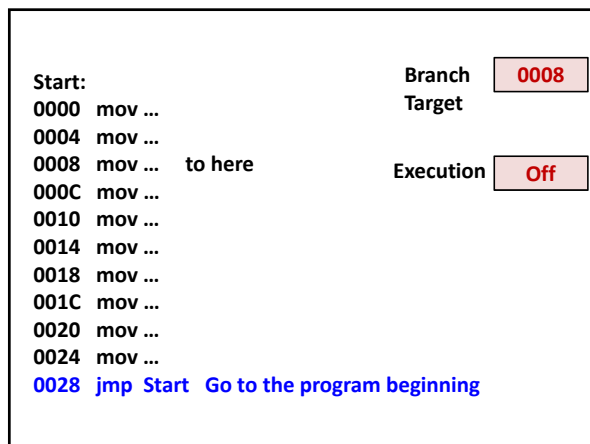 Start:
0000 mov ...
0004 mov ...
0008 mov ... to here
000C mov ...
0010 mov ...
0014 mov ...
0018 mov ...
001C mov ...
0020 mov ...
0024 mov ...
0028 jmp Start Go to the program beginning
Branch 0008
Target
Execution Off